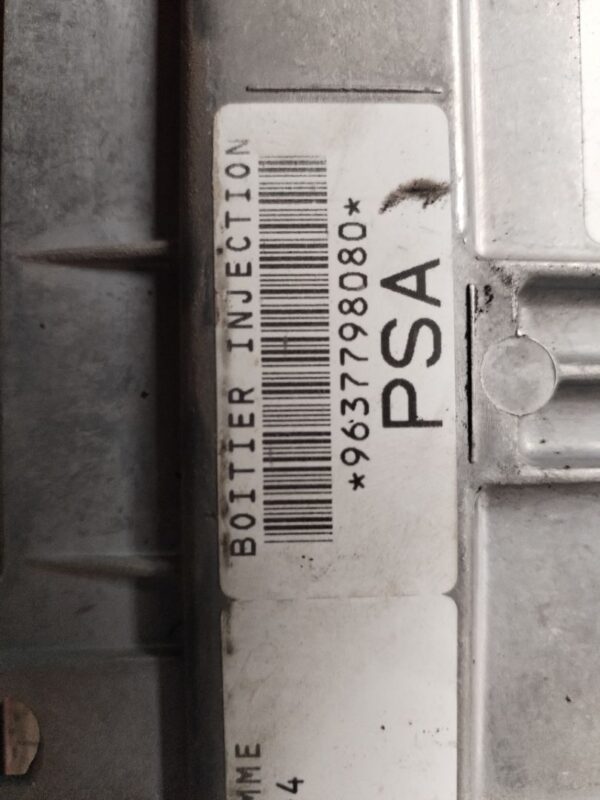 BOITIER INJECTION
*9637798080*
PSA
MME
4